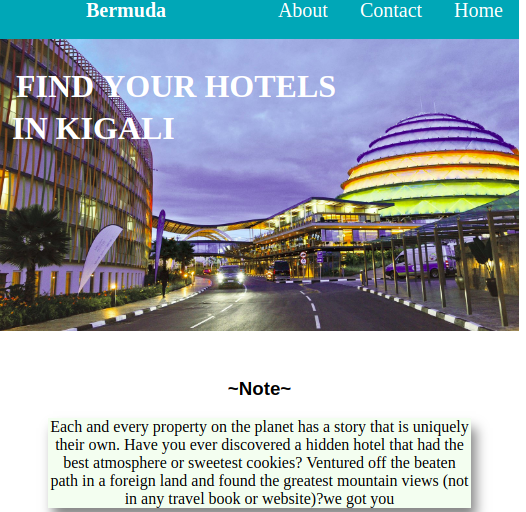 Bermuda About Contact Home
FIND YOUR HOTELS
IN KIGALI
~Note~
Each and every property on the planet has a story that is uniquely
their own. Have you ever discovered a hidden hotel that had the
best atmosphere or sweetest cookies? Ventured off the beaten
path in a foreign land and found the greatest mountain views (not
in any travel book or website)?we got you